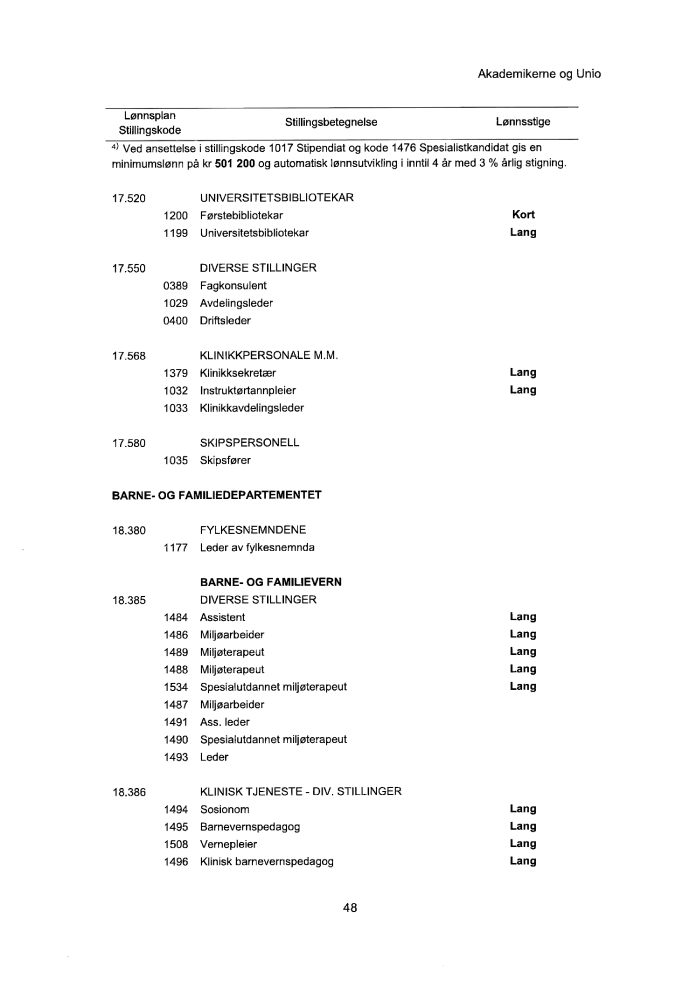 Akademikerne og Unio
Lønnsplan
Stillingskode Stillingsbetegnelse Lønnsstige
4) Ved ansettelse i stillingskode 1017 Stipendiat og kode 1476 Spesialistkandidat gis en
minimumslønn på kr 501 200 og automatisk lønnsutvikling i inntil 4 år med 3 % årlig stigning.
17.520 UNIVERSITETSBIBLIOTEKAR
1200 Førstebibliotekar Kort
1199 Universitetsbibliotekar Lang
17.550 DIVERSE STILLINGER
0389 Fagkonsulent
1029 Avdelingsleder
0400 Driftsleder
17.568 KLINIKKPERSONALE M.M.
1379 Klinikksekretær Lang
1032 Instruktørtannpleier Lang
1033 Klinikkavdelingsleder
17.580 SKIPSPERSONELL
1035 Skipsfører
BARNE- OG FAMILIEDEPARTEMENTET
18.380 FYLKESNEMNDENE
1177 Leder av fylkesnemnda
BARNE- OG FAMILIEVERN
18.385 DIVERSE STILLINGER
1484 Assistent Lang
1486 Miljøarbeider Lang
1489 Miljøterapeut Lang
1488 Miljøterapeut Lang
1534 Spesialutdannet miljøterapeut Lang
1487 Miljøarbeider
1491 Ass. leder
1490 Spesialutdannet miljøterapeut
1493 Leder
18.386 KLINISK TJENESTE - DIV. STILLINGER
1494 Sosionom Lang
1495 Barnevernspedagog Lang
1508 Vernepleier Lang
1496 Klinisk barnevernspedagog Lang
48